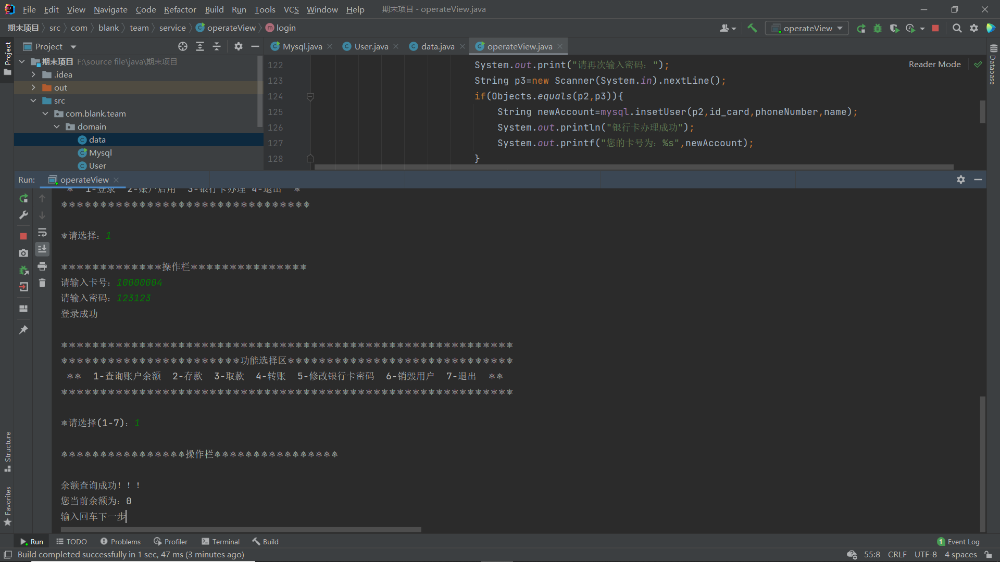 File Edit View Navigate Code Refactor Build Run Tools VCS Window Help 期末项目 - operateView.java
期末项目 src com blank team service operateView login
operateView
Project
Mysql.java User.java data.java operateView.java
Project
Database
期末项目 F:\source file\java\期末项目
.idea
out
src
com.blank.team
domain
data
Mysql
User
Reader Mode
122 System.out.print("请再次输入密码：");
123 String p3=new Scanner(System.in).nextLine();
124 if(Objects.equals(p2,p3)){
125 String newAccount=mysql.insetUser(p2,id_card,phoneNumber,name);
126 System.out.println("银行卡办理成功");
127 System.out.printf("您的卡号为：%s",newAccount);
128 }
Run: operateView
* 1-登录 2-账户启用 3-银行卡办理 4-退出 *
********************************
*请选择：1
*************操作栏***************
请输入卡号：10000004
请输入密码：123123
登录成功
**********************************************************
***********************功能选择区*****************************
** 1-查询账户余额 2-存款 3-取款 4-转账 5-修改银行卡密码 6-销毁用户 7-退出 **
**********************************************************
*请选择(1-7)：1
****************操作栏****************
余额查询成功！！！
您当前余额为：0
输入回车下一步
Structure
Favorites
Run TODO Problems Profiler Terminal Build 1 Event Log
Build completed successfully in 1 sec, 47 ms (3 minutes ago) 55:8 CRLF UTF-8 4 spaces